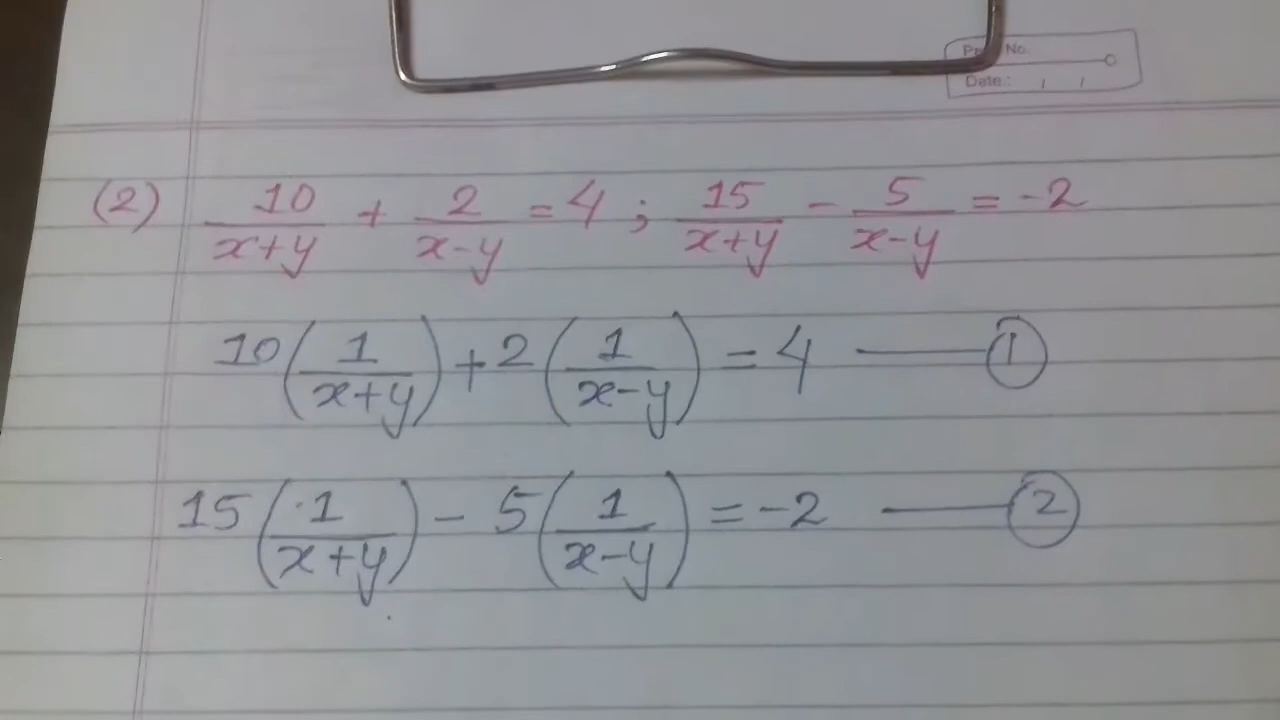 Page No.
Date.: / /
(2) 10/(x+y) + 2/(x-y) = 4 ; 15/(x+y) - 5/(x-y) = -2
10(1/(x+y)) + 2(1/(x-y)) = 4 —— ①
15(1/(x+y)) - 5(1/(x-y)) = -2 —— ②